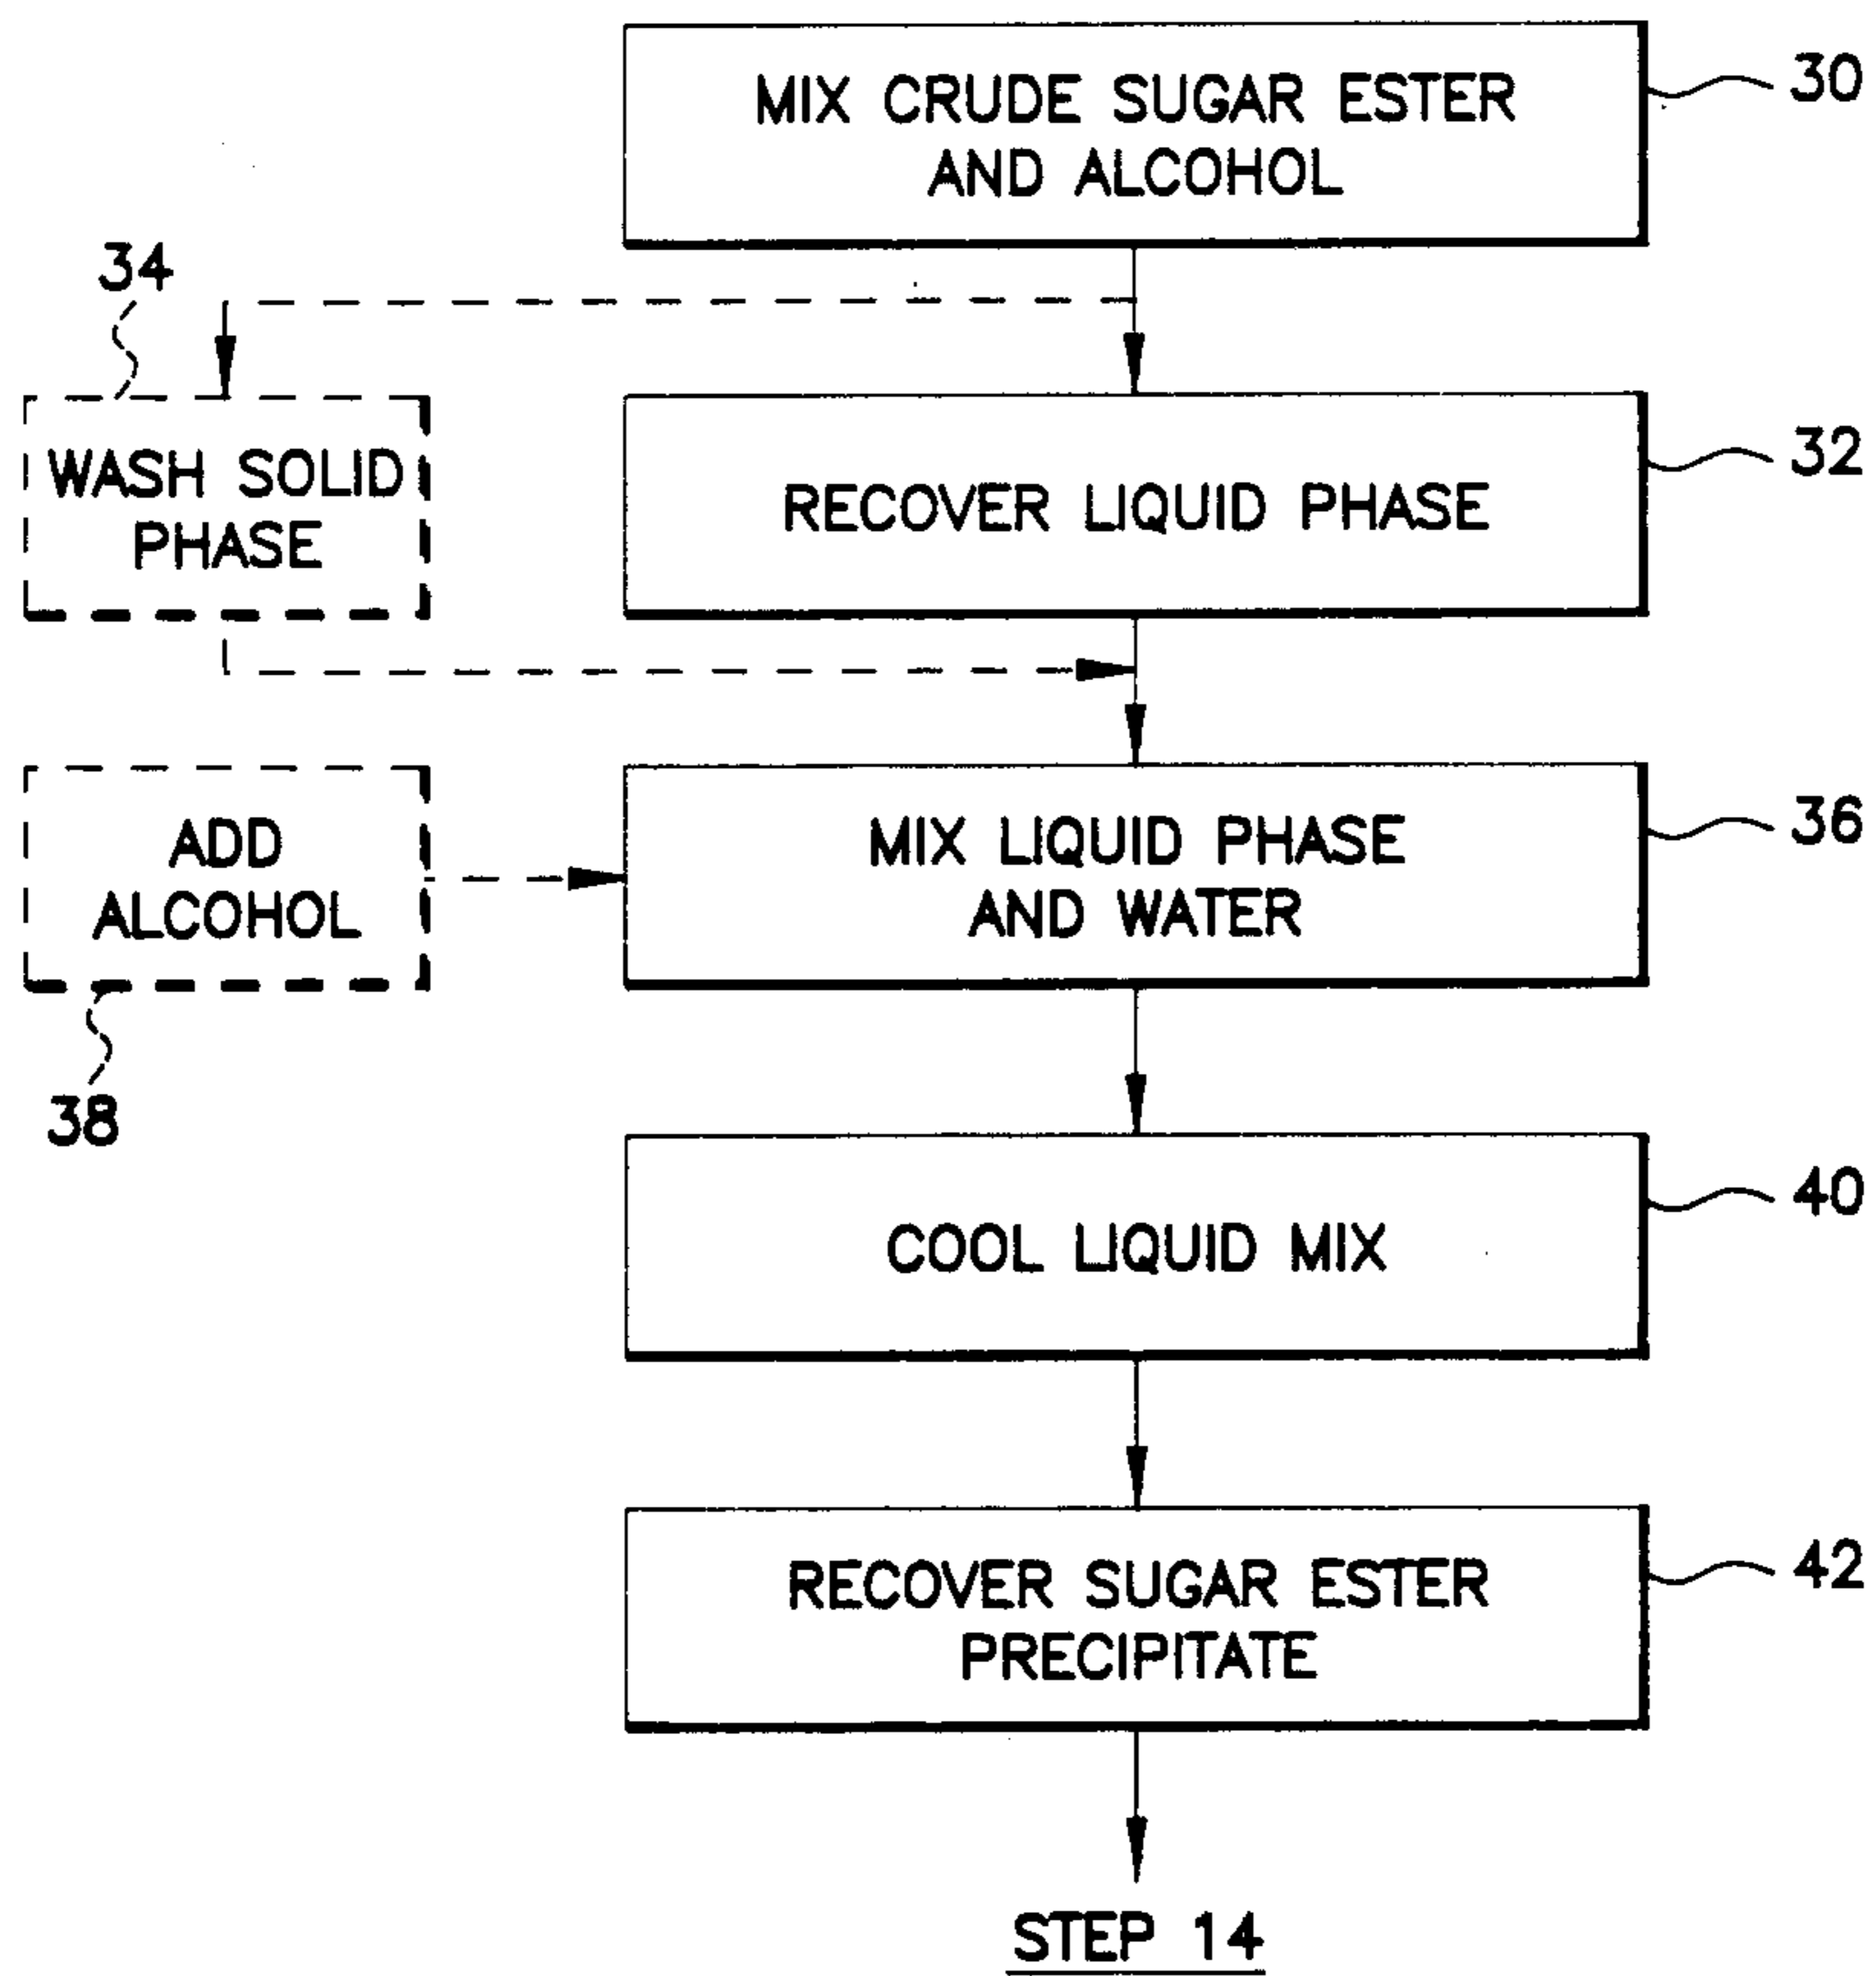 MIX CRUDE SUGAR ESTER
AND ALCOHOL
30
34
WASH SOLID
PHASE
RECOVER LIQUID PHASE
32
ADD
ALCOHOL
38
MIX LIQUID PHASE
AND WATER
36
COOL LIQUID MIX
40
RECOVER SUGAR ESTER
PRECIPITATE
42
STEP 14